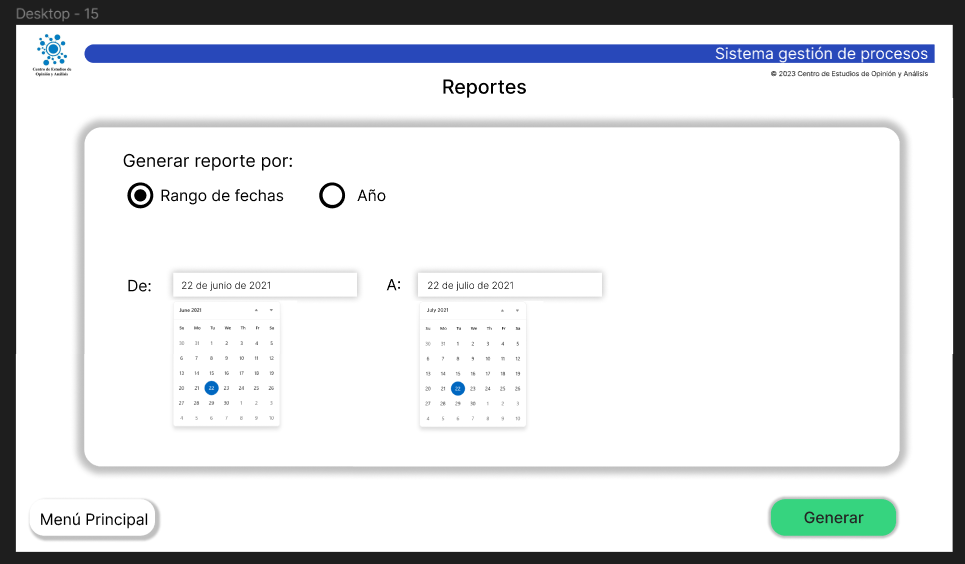 Desktop - 15
Centro de Estudios de
Opinión y Análisis
Sistema gestión de procesos
© 2023 Centro de Estudios de Opinión y Análisis
Reportes
Generar reporte por:
Rango de fechas Año
De: 22 de junio de 2021 A: 22 de julio de 2021
June 2021
Su Mo Tu We Th Fr Sa
30 31 1 2 3 4 5
6 7 8 9 10 11 12
13 14 15 16 17 18 19
20 21 22 23 24 25 26
27 28 29 30 1 2 3
4 5 6 7 8 9 10
July 2021
Su Mo Tu We Th Fr Sa
30 31 1 2 3 4 5
6 7 8 9 10 11 12
13 14 15 16 17 18 19
20 21 22 23 24 25 26
27 28 29 30 1 2 3
4 5 6 7 8 9 10
Menú Principal
Generar